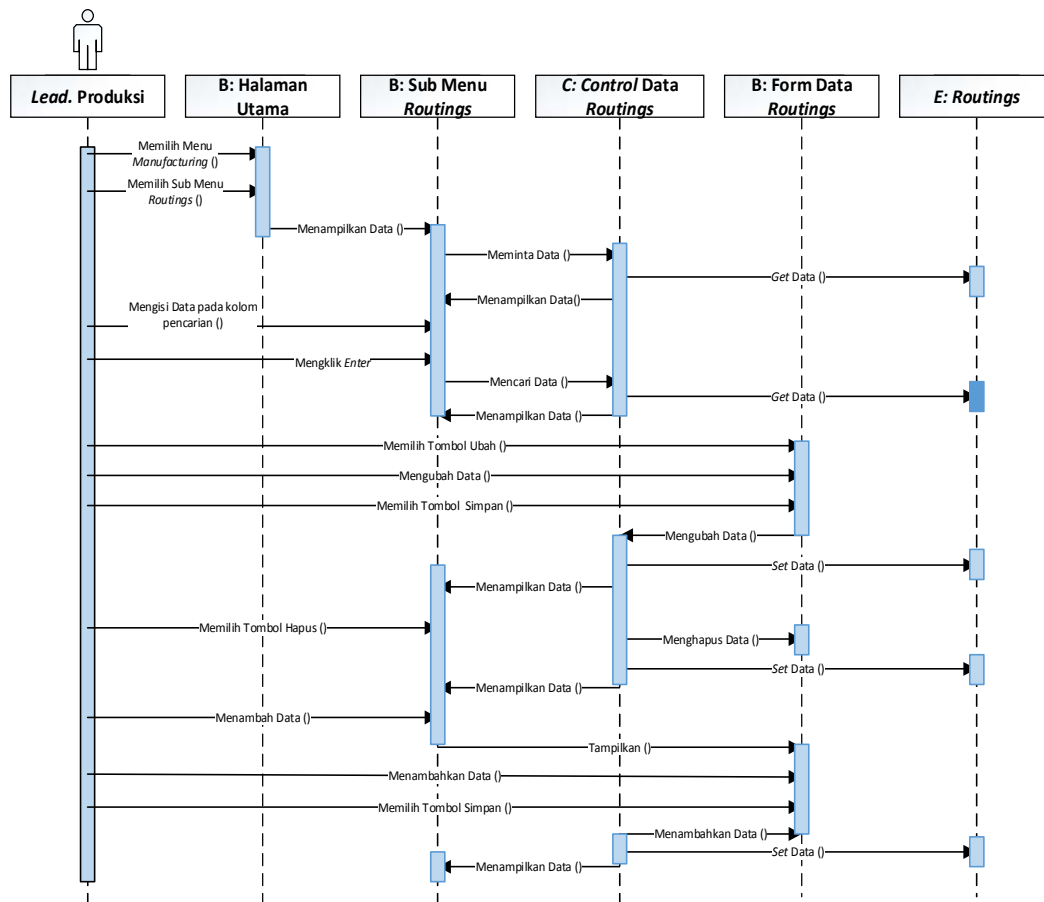 Lead. Produksi
B: Halaman
Utama
B: Sub Menu
Routings
C: Control Data
Routings
B: Form Data
Routings
E: Routings
Memilih Menu
Manufacturing ()
Memilih Sub Menu
Routings ()
Menampilkan Data ()
Meminta Data ()
Get Data ()
Menampilkan Data()
Mengisi Data pada kolom
pencarian ()
Mengklik Enter
Mencari Data ()
Get Data ()
Menampilkan Data ()
Memilih Tombol Ubah ()
Mengubah Data ()
Memilih Tombol Simpan ()
Mengubah Data ()
Set Data ()
Menampilkan Data ()
Memilih Tombol Hapus ()
Menghapus Data ()
Set Data ()
Menampilkan Data ()
Menambah Data ()
Tampilkan ()
Menambahkan Data ()
Memilih Tombol Simpan ()
Menambahkan Data ()
Set Data ()
Menampilkan Data ()